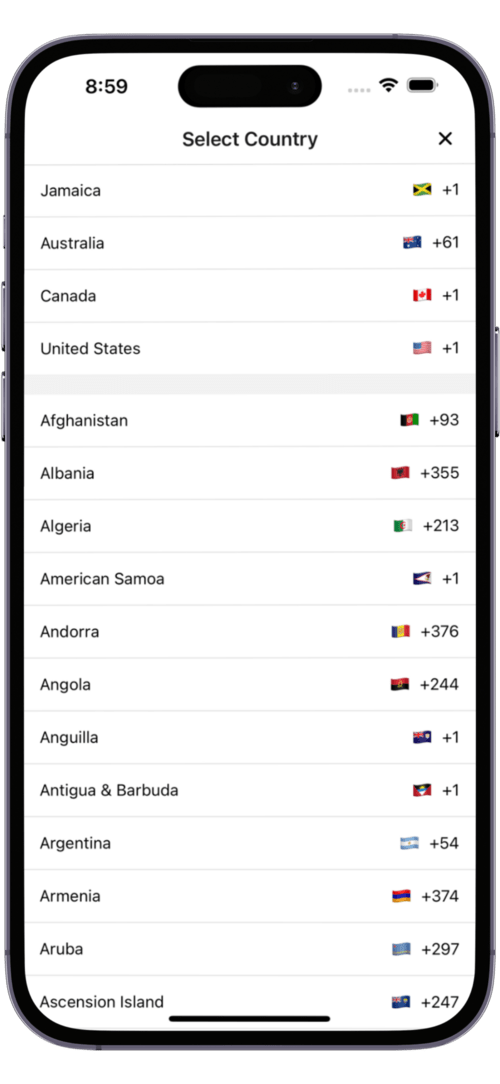 8:59
Select Country ✕
Jamaica 🇯🇲 +1
Australia 🇦🇺 +61
Canada 🇨🇦 +1
United States 🇺🇸 +1
Afghanistan 🇦🇫 +93
Albania 🇦🇱 +355
Algeria 🇩🇿 +213
American Samoa 🇦🇸 +1
Andorra 🇦🇩 +376
Angola 🇦🇴 +244
Anguilla 🇦🇮 +1
Antigua & Barbuda 🇦🇬 +1
Argentina 🇦🇷 +54
Armenia 🇦🇲 +374
Aruba 🇦🇼 +297
Ascension Island 🇦🇨 +247